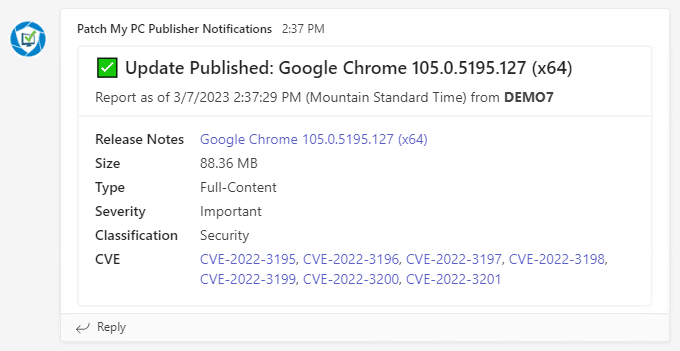 Patch My PC Publisher Notifications 2:37 PM
✅ Update Published: Google Chrome 105.0.5195.127 (x64)
Report as of 3/7/2023 2:37:29 PM (Mountain Standard Time) from DEMO7
Release Notes Google Chrome 105.0.5195.127 (x64)
Size 88.36 MB
Type Full-Content
Severity Important
Classification Security
CVE CVE-2022-3195, CVE-2022-3196, CVE-2022-3197, CVE-2022-3198,
CVE-2022-3199, CVE-2022-3200, CVE-2022-3201
Reply